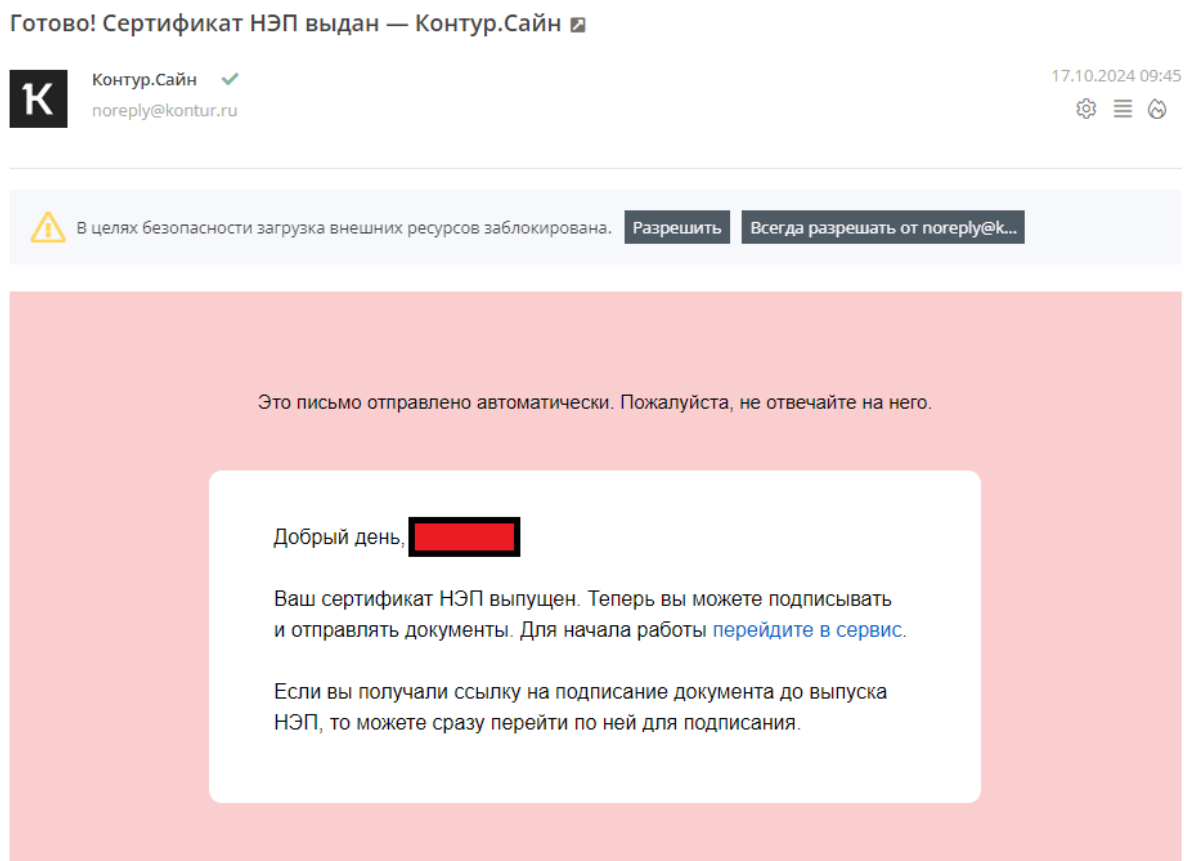 Готово! Сертификат НЭП выдан — Контур.Сайн
Контур.Сайн
17.10.2024 09:45
noreply@kontur.ru
В целях безопасности загрузка внешних ресурсов заблокирована. Разрешить Всегда разрешать от noreply@k...
Это письмо отправлено автоматически. Пожалуйста, не отвечайте на него.
Добрый день,
Ваш сертификат НЭП выпущен. Теперь вы можете подписывать
и отправлять документы. Для начала работы перейдите в сервис.
Если вы получали ссылку на подписание документа до выпуска
НЭП, то можете сразу перейти по ней для подписания.